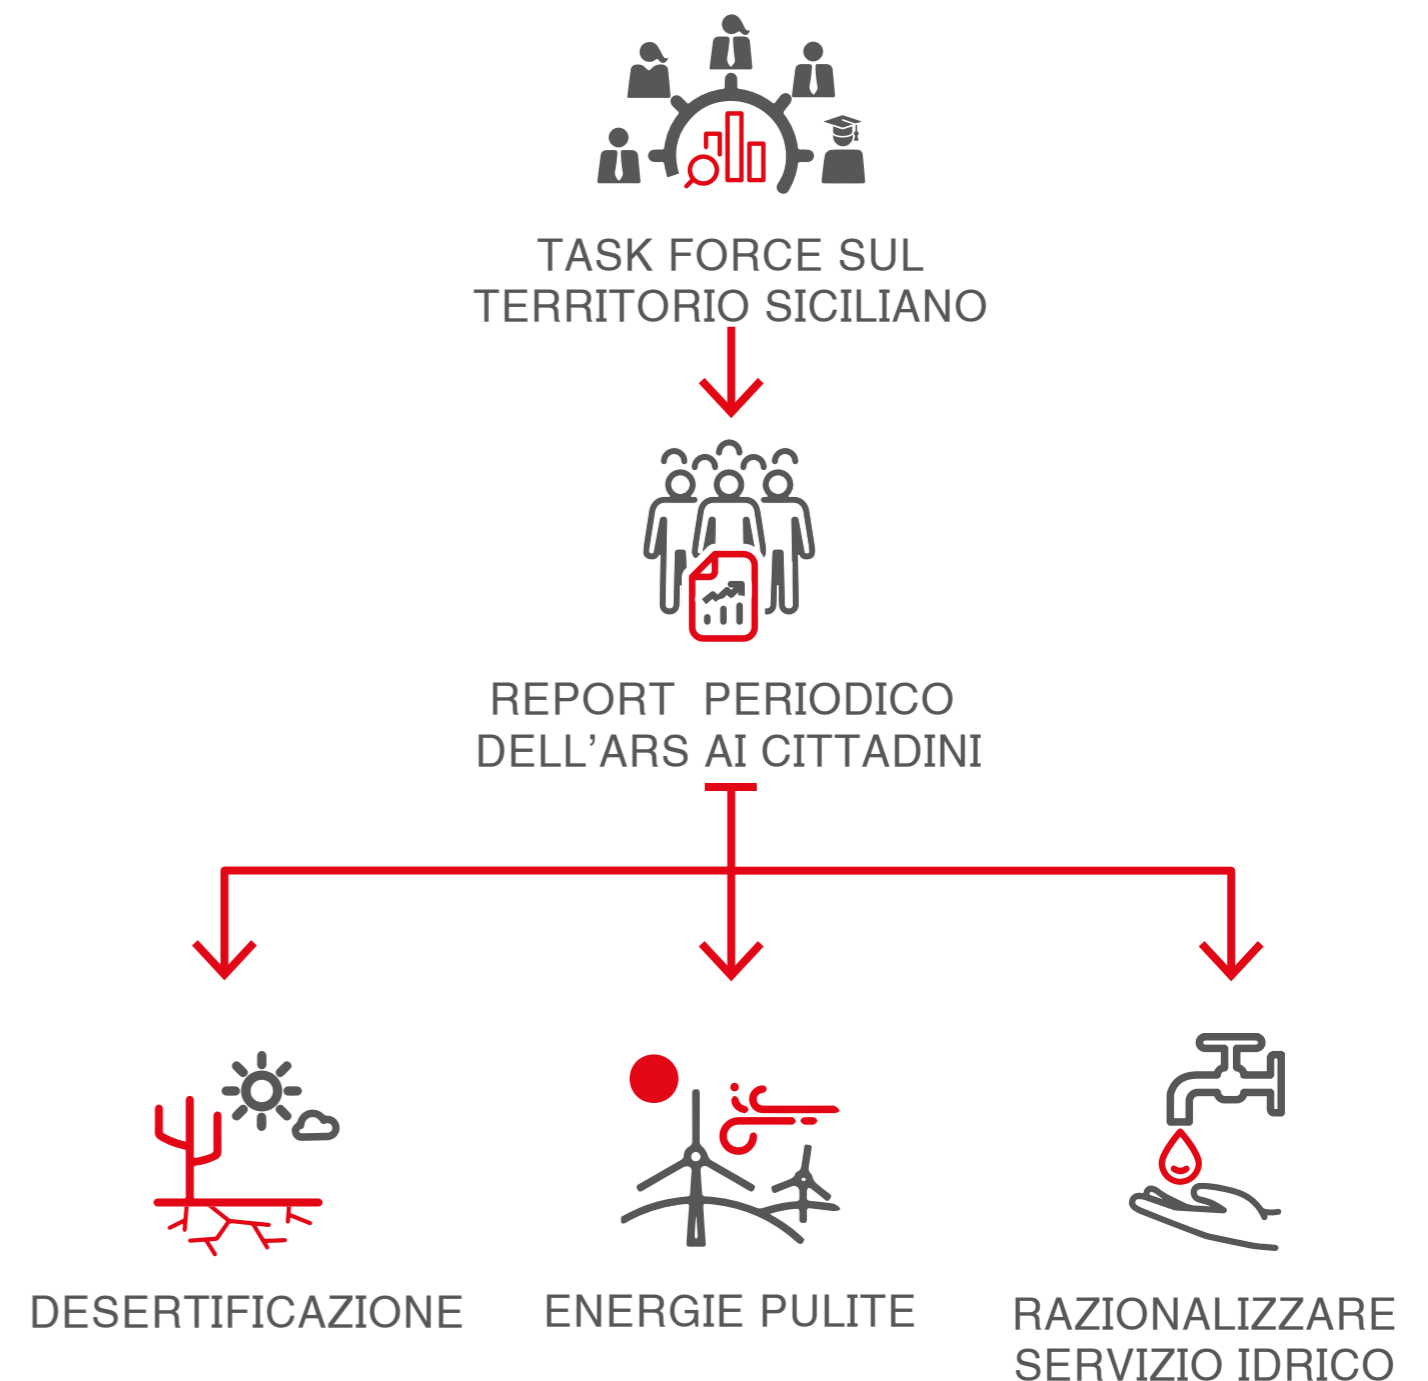 TASK FORCE SUL
TERRITORIO SICILIANO
REPORT PERIODICO
DELL’ARS AI CITTADINI
DESERTIFICAZIONE
ENERGIE PULITE
RAZIONALIZZARE
SERVIZIO IDRICO